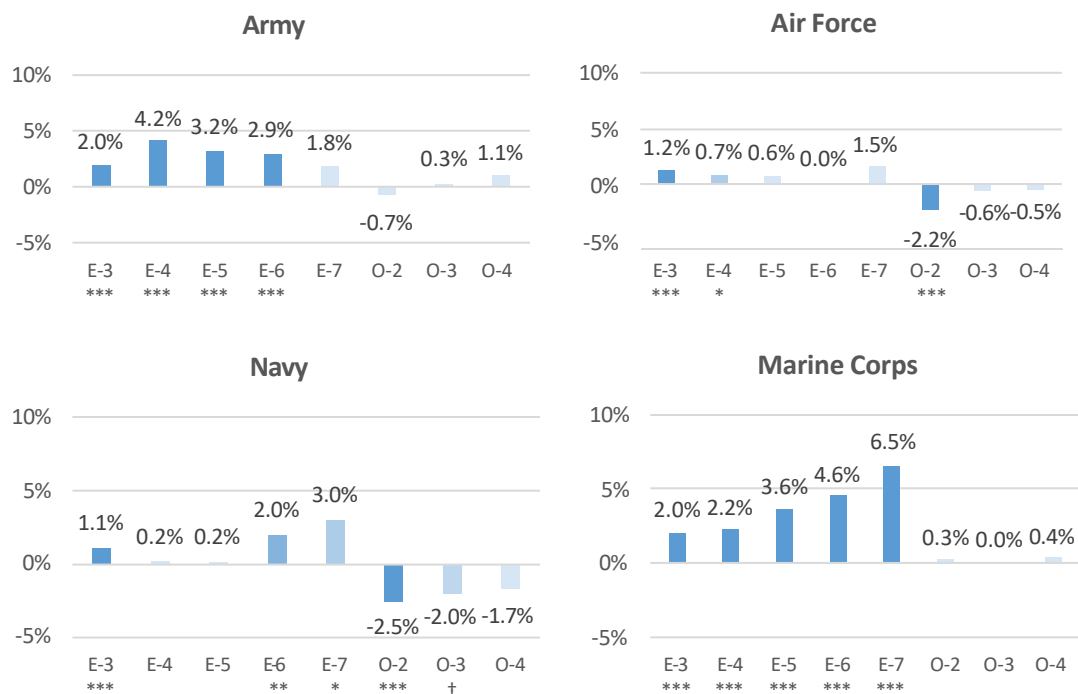 Army
10%
5%
0%
-5%
2.0% 4.2% 3.2% 2.9% 1.8% -0.7% 0.3% 1.1%
E-3 E-4 E-5 E-6 E-7 O-2 O-3 O-4
*** *** *** ***
Air Force
10%
5%
0%
-5%
1.2% 0.7% 0.6% 0.0% 1.5% -2.2% -0.6% -0.5%
E-3 E-4 E-5 E-6 E-7 O-2 O-3 O-4
*** * ***
Navy
10%
5%
0%
-5%
1.1% 0.2% 0.2% 2.0% 3.0% -2.5% -2.0% -1.7%
E-3 E-4 E-5 E-6 E-7 O-2 O-3 O-4
*** ** * *** †
Marine Corps
10%
5%
0%
-5%
2.0% 2.2% 3.6% 4.6% 6.5% 0.3% 0.0% 0.4%
E-3 E-4 E-5 E-6 E-7 O-2 O-3 O-4
*** *** *** *** ***